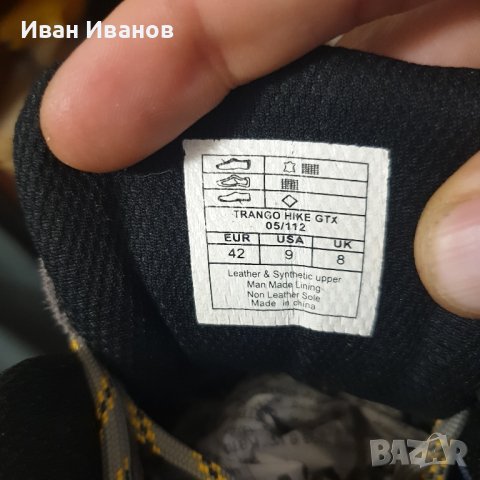 Иван Иванов
TRANGO HIKE GTX
05/112
EUR USA UK
42 9 8
Leather & Synthetic upper
Man Made Lining
Non Leather Sole
Made in china
BAZAR